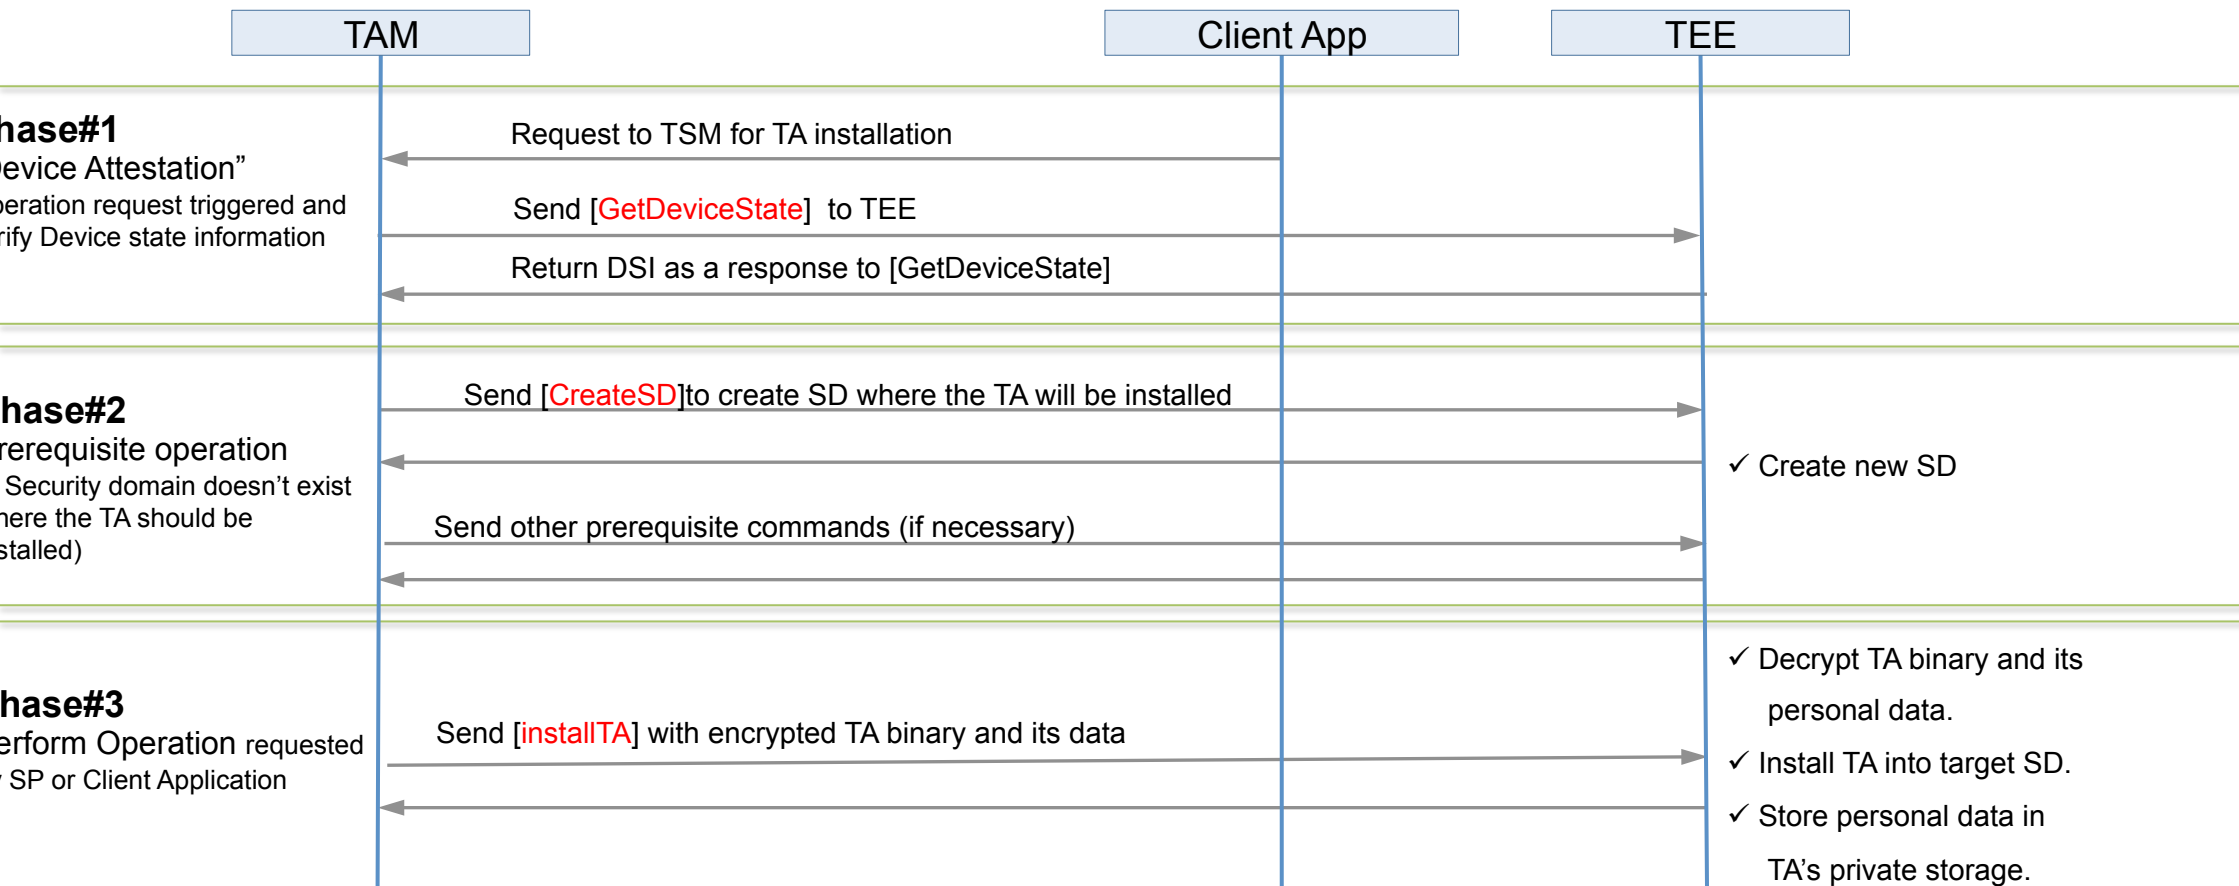 TAM
Client App
TEE
hase#1
evice Attestation”
peration request triggered and
rify Device state information
Request to TSM for TA installation
Send [GetDeviceState]  to TEE
Return DSI as a response to [GetDeviceState]
hase#2
rerequisite operation
Security domain doesn’t exist
here the TA should be
stalled)
Send [CreateSD]to create SD where the TA will be installed
✓ Create new SD
Send other prerequisite commands (if necessary)
hase#3
erform Operation requested
SP or Client Application
Send [installTA] with encrypted TA binary and its data
✓ Decrypt TA binary and its
personal data.
✓ Install TA into target SD.
✓ Store personal data in
TA’s private storage.